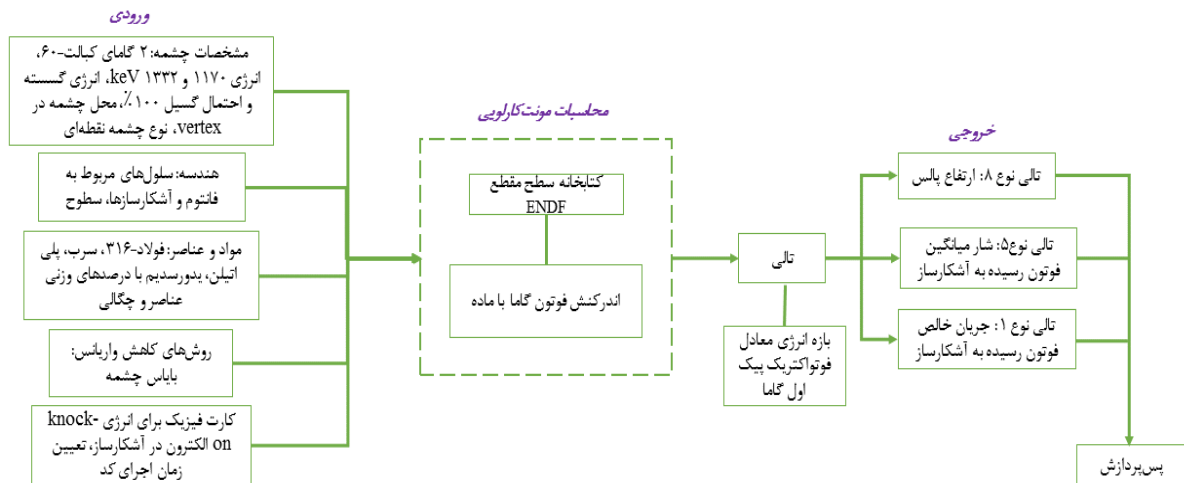 ورودی
مشخصات چشمه: ۲ گامای کبالت-۶۰،
انرژی ۱۱۷۰ و ۱۳۳۲ keV، انرژی گسسته
و احتمال گسیل ۱۰۰٪، محل چشمه در
vertex، نوع چشمه نقطه‌ای
هندسه: سلول‌های مربوط به
فانتوم و آشکارسازها، سطوح
مواد و عناصر: فولاد-۳۱۶، سرب، پلی
اتیلن، یدورسدیم با درصدهای وزنی
عناصر و چگالی
روش‌های کاهش واریانس:
بایاس چشمه
کارت فیزیک برای انرژی knock-
on الکترون در آشکارساز، تعیین
زمان اجرای کد
محاسبات مونت‌کارلویی
کتابخانه سطح مقطع
ENDF
اندرکنش فوتون گاما با ماده
تالی
بازه انرژی معادل
فوتواکتریک پیک
اول گاما
خروجی
تالی نوع ۸: ارتفاع پالس
تالی نوع۵: شار میانگین
فوتون رسیده به آشکارساز
تالی نوع ۱: جریان خالص
فوتون رسیده به آشکارساز
پس‌پردازش